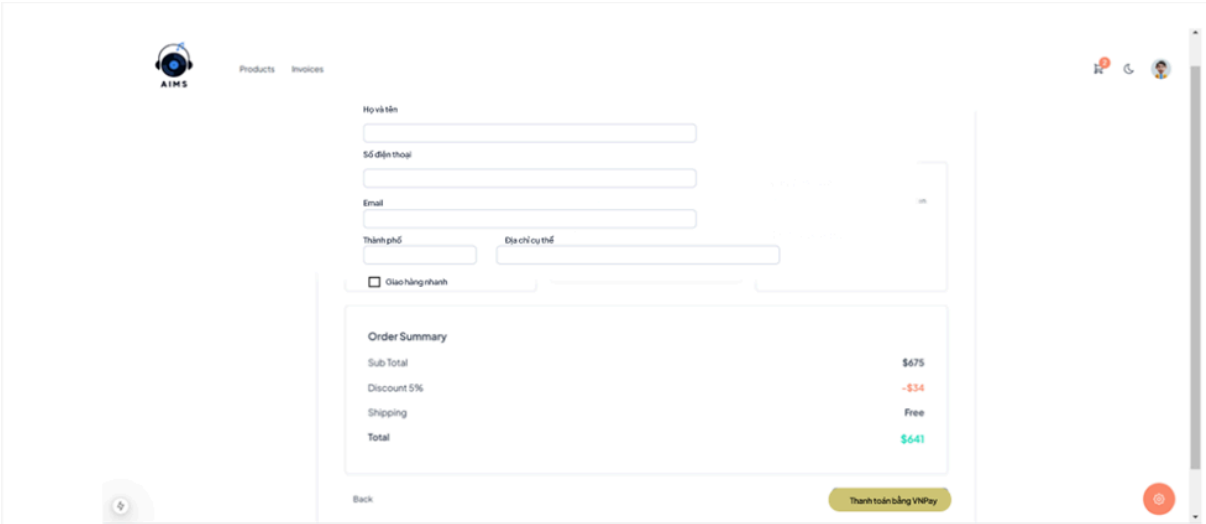 AIMS
Products Invoices
Họ và tên
Số điện thoại
Email
Thành phố Địa chỉ cụ thể
Giao hàng nhanh
Order Summary
Sub Total $675
Discount 5% -$34
Shipping Free
Total $641
Back Thanh toán bằng VNPay